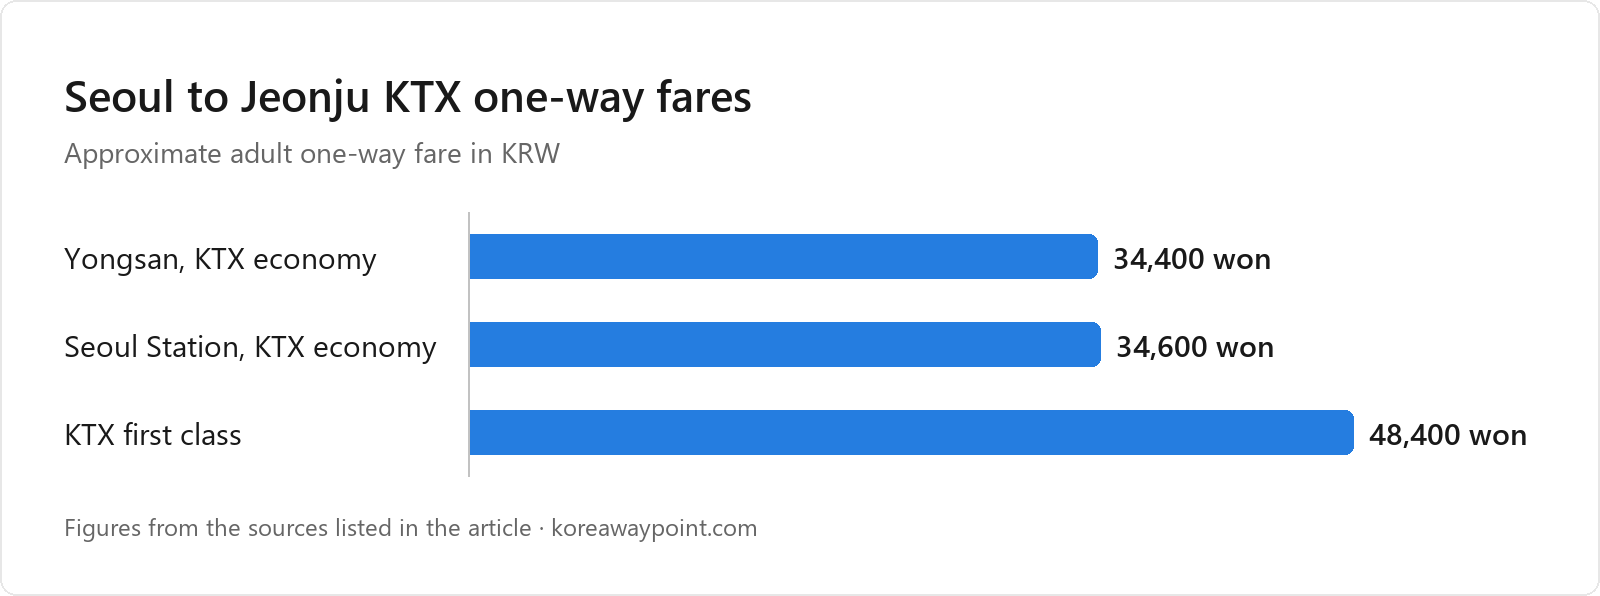 Seoul to Jeonju KTX one-way fares
Approximate adult one-way fare in KRW
Yongsan, KTX economy 34,400 won
Seoul Station, KTX economy 34,600 won
KTX first class 48,400 won
Figures from the sources listed in the article · koreawaypoint.com